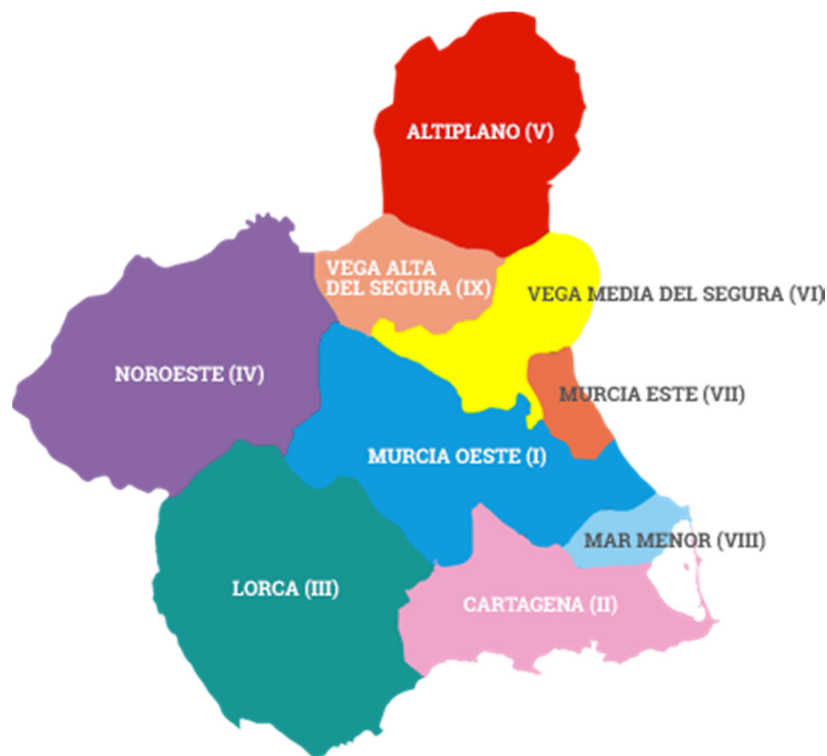 ALTIPLANO (V)
VEGA ALTA
DEL SEGURA (IX)
VEGA MEDIA DEL SEGURA (VI)
NOROESTE (IV)
MURCIA ESTE (VII)
MURCIA OESTE (I)
MAR MENOR (VIII)
LORCA (III)
CARTAGENA (II)